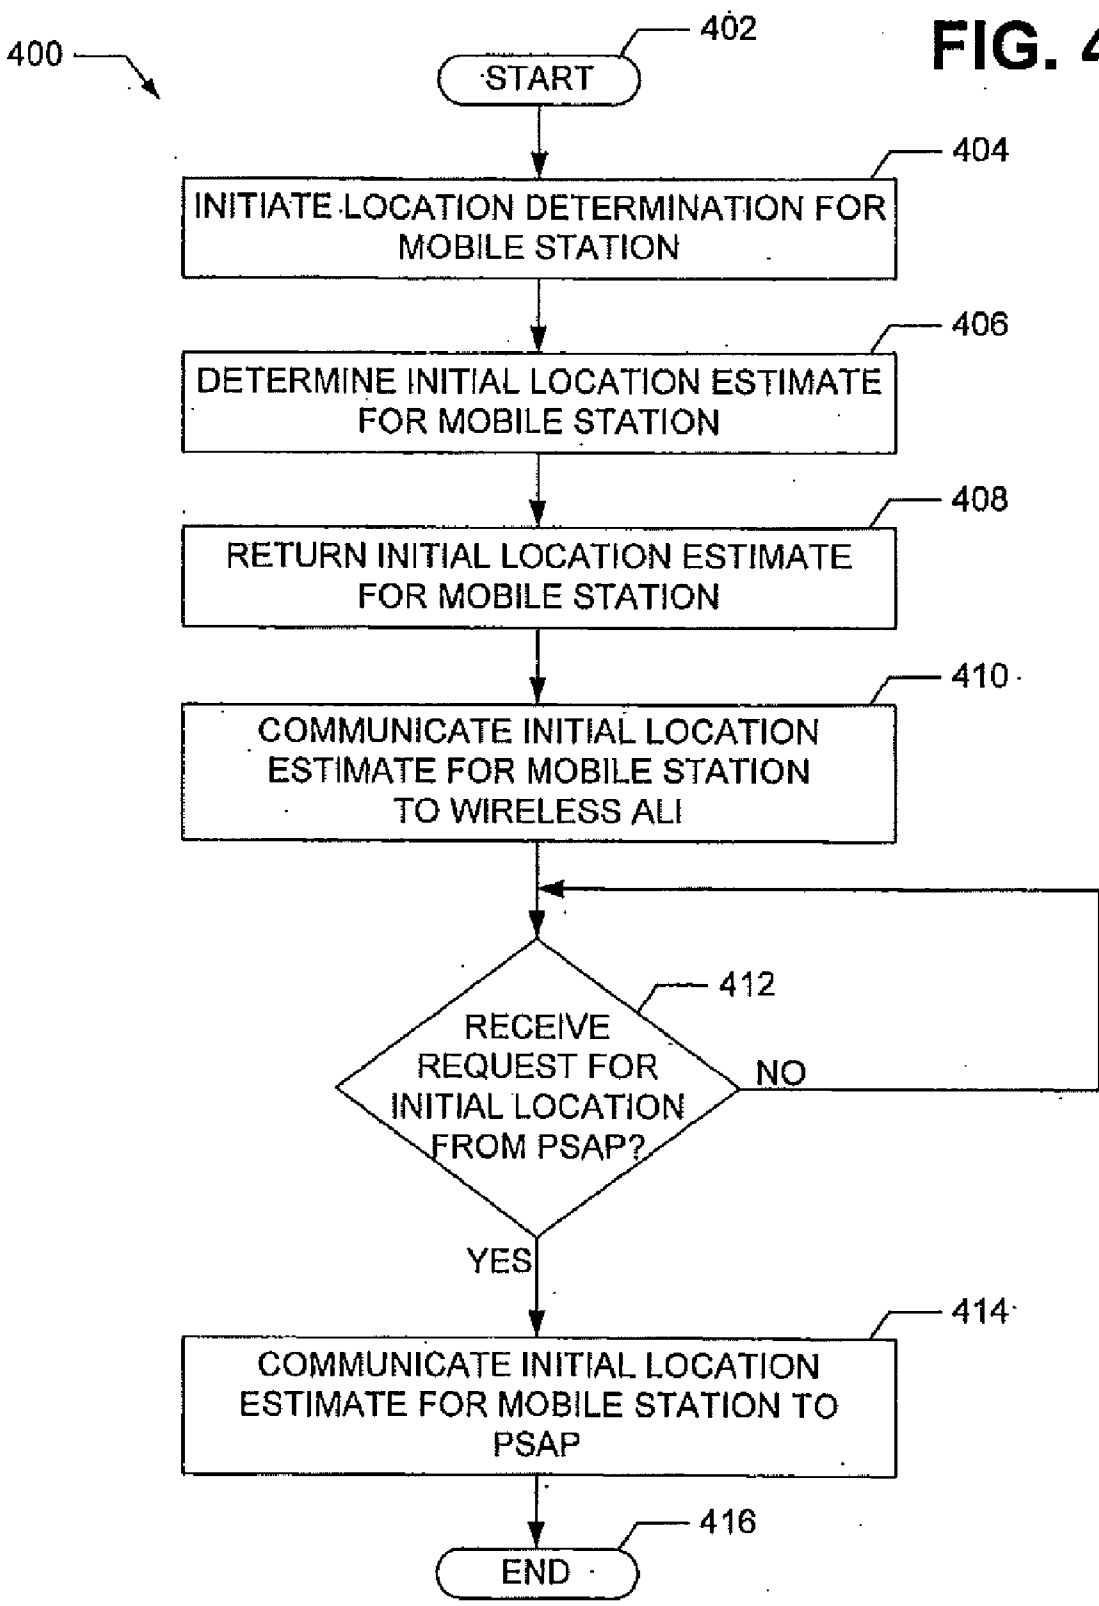 400
402
FIG. 4
START
404
INITIATE LOCATION DETERMINATION FOR
MOBILE STATION
406
DETERMINE INITIAL LOCATION ESTIMATE
FOR MOBILE STATION
408
RETURN INITIAL LOCATION ESTIMATE
FOR MOBILE STATION
410
COMMUNICATE INITIAL LOCATION
ESTIMATE FOR MOBILE STATION
TO WIRELESS ALI
412
RECEIVE
REQUEST FOR
INITIAL LOCATION
FROM PSAP?
NO
YES
414
COMMUNICATE INITIAL LOCATION
ESTIMATE FOR MOBILE STATION TO
PSAP
416
END